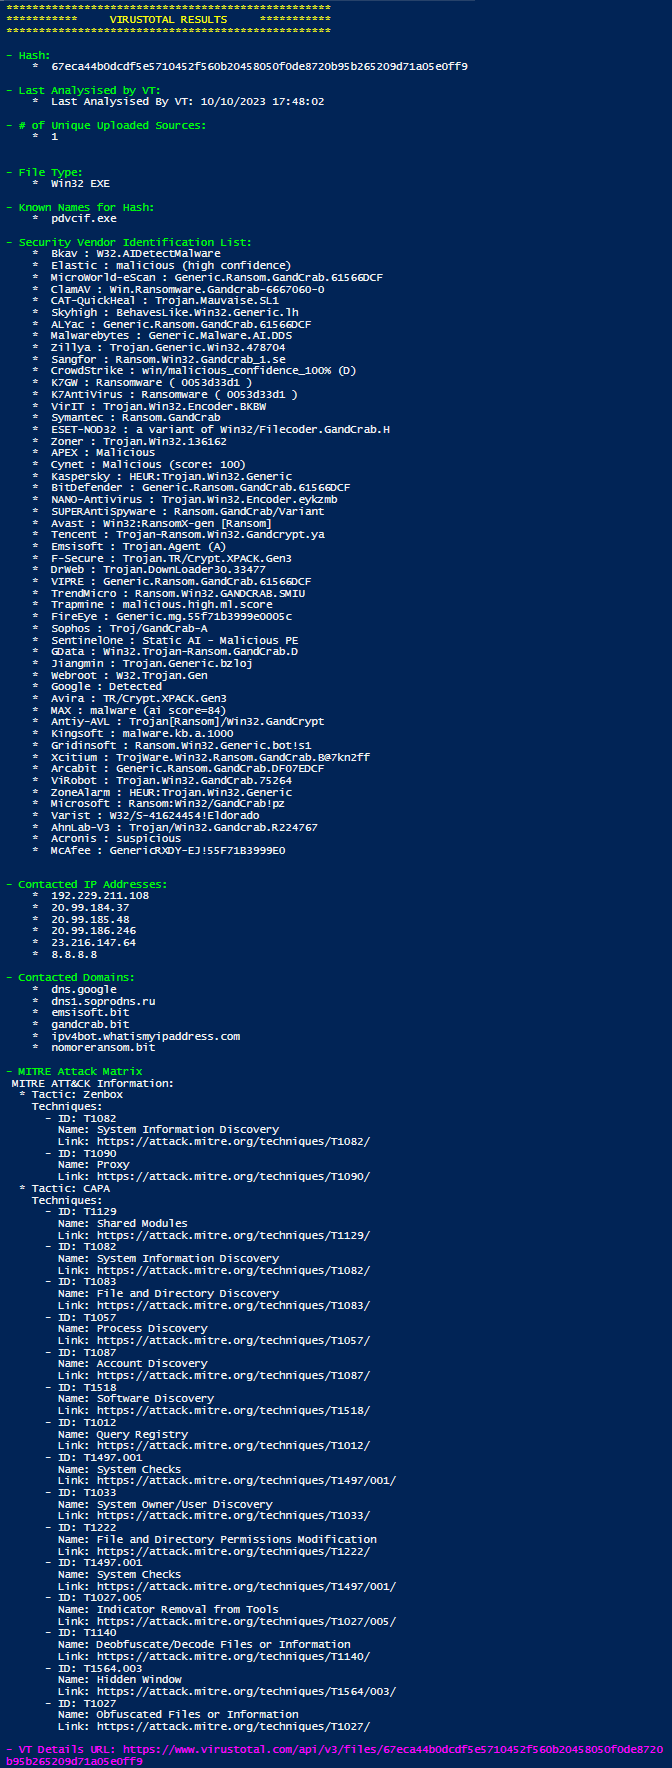 **************************************************
***********     VIRUSTOTAL RESULTS     ***********
**************************************************
- Hash:
* 67eca44b0dcdf5e5710452f560b20458050f0de8720b95b265209d71a05e0ff9
- Last Analysised by VT:
* Last Analysised By VT: 10/10/2023 17:48:02
- # of Unique Uploaded Sources:
* 1
- File Type:
* Win32 EXE
- Known Names for Hash:
* pdvcif.exe
- Security Vendor Identification List:
* Bkav : W32.AIDetectMalware
* Elastic : malicious (high confidence)
* MicroWorld-eScan : Generic.Ransom.GandCrab.61566DCF
* ClamAV : Win.Ransomware.Gandcrab-6667060-0
* CAT-QuickHeal : Trojan.Mauvaise.SL1
* Skyhigh : BehavesLike.Win32.Generic.lh
* ALYac : Generic.Ransom.GandCrab.61566DCF
* Malwarebytes : Generic.Malware.AI.DDS
* Zillya : Trojan.Generic.Win32.478704
* Sangfor : Ransom.Win32.Gandcrab_1.se
* CrowdStrike : win/malicious_confidence_100% (D)
* K7GW : Ransomware ( 0053d33d1 )
* K7AntiVirus : Ransomware ( 0053d33d1 )
* VirIT : Trojan.Win32.Encoder.BKBW
* Symantec : Ransom.GandCrab
* ESET-NOD32 : a variant of Win32/Filecoder.GandCrab.H
* Zoner : Trojan.Win32.136162
* APEX : Malicious
* Cynet : Malicious (score: 100)
* Kaspersky : HEUR:Trojan.Win32.Generic
* BitDefender : Generic.Ransom.GandCrab.61566DCF
* NANO-Antivirus : Trojan.Win32.Encoder.eykzmb
* SUPERAntiSpyware : Ransom.GandCrab/Variant
* Avast : Win32:RansomX-gen [Ransom]
* Tencent : Trojan-Ransom.Win32.Gandcrypt.ya
* Emsisoft : Trojan.Agent (A)
* F-Secure : Trojan.TR/Crypt.XPACK.Gen3
* DrWeb : Trojan.DownLoader30.33477
* VIPRE : Generic.Ransom.GandCrab.61566DCF
* TrendMicro : Ransom.Win32.GANDCRAB.SMIU
* Trapmine : malicious.high.ml.score
* FireEye : Generic.mg.55f71b3999e0005c
* Sophos : Troj/GandCrab-A
* SentinelOne : Static AI - Malicious PE
* GData : Win32.Trojan-Ransom.GandCrab.D
* Jiangmin : Trojan.Generic.bzloj
* Webroot : W32.Trojan.Gen
* Google : Detected
* Avira : TR/Crypt.XPACK.Gen3
* MAX : malware (ai score=84)
* Antiy-AVL : Trojan[Ransom]/Win32.GandCrypt
* Kingsoft : malware.kb.a.1000
* Gridinsoft : Ransom.Win32.Generic.bot!s1
* Xcitium : TrojWare.Win32.Ransom.GandCrab.B@7kn2ff
* Arcabit : Generic.Ransom.GandCrab.DF07EDCF
* ViRobot : Trojan.Win32.Gandcrab.75264
* ZoneAlarm : HEUR:Trojan.Win32.Generic
* Microsoft : Ransom:Win32/GandCrab!pz
* Varist : W32/S-41624454!Eldorado
* AhnLab-V3 : Trojan/Win32.Gandcrab.R224767
* Acronis : suspicious
* McAfee : GenericRXDY-EJ!55F71B3999E0
- Contacted IP Addresses:
* 192.229.211.108
* 20.99.184.37
* 20.99.185.48
* 20.99.186.246
* 23.216.147.64
* 8.8.8.8
- Contacted Domains:
* dns.google
* dns1.soprodns.ru
* emsisoft.bit
* gandcrab.bit
* ipv4bot.whatismyipaddress.com
* nomoreransom.bit
- MITRE Attack Matrix
MITRE ATT&CK Information:
* Tactic: Zenbox
Techniques:
- ID: T1082
Name: System Information Discovery
Link: https://attack.mitre.org/techniques/T1082/
- ID: T1090
Name: Proxy
Link: https://attack.mitre.org/techniques/T1090/
* Tactic: CAPA
Techniques:
- ID: T1129
Name: Shared Modules
Link: https://attack.mitre.org/techniques/T1129/
- ID: T1082
Name: System Information Discovery
Link: https://attack.mitre.org/techniques/T1082/
- ID: T1083
Name: File and Directory Discovery
Link: https://attack.mitre.org/techniques/T1083/
- ID: T1057
Name: Process Discovery
Link: https://attack.mitre.org/techniques/T1057/
- ID: T1087
Name: Account Discovery
Link: https://attack.mitre.org/techniques/T1087/
- ID: T1518
Name: Software Discovery
Link: https://attack.mitre.org/techniques/T1518/
- ID: T1012
Name: Query Registry
Link: https://attack.mitre.org/techniques/T1012/
- ID: T1497.001
Name: System Checks
Link: https://attack.mitre.org/techniques/T1497/001/
- ID: T1033
Name: System Owner/User Discovery
Link: https://attack.mitre.org/techniques/T1033/
- ID: T1222
Name: File and Directory Permissions Modification
Link: https://attack.mitre.org/techniques/T1222/
- ID: T1497.001
Name: System Checks
Link: https://attack.mitre.org/techniques/T1497/001/
- ID: T1027.005
Name: Indicator Removal from Tools
Link: https://attack.mitre.org/techniques/T1027/005/
- ID: T1140
Name: Deobfuscate/Decode Files or Information
Link: https://attack.mitre.org/techniques/T1140/
- ID: T1564.003
Name: Hidden Window
Link: https://attack.mitre.org/techniques/T1564/003/
- ID: T1027
Name: Obfuscated Files or Information
Link: https://attack.mitre.org/techniques/T1027/
- VT Details URL: https://www.virustotal.com/api/v3/files/67eca44b0dcdf5e5710452f560b20458050f0de8720
b95b265209d71a05e0ff9